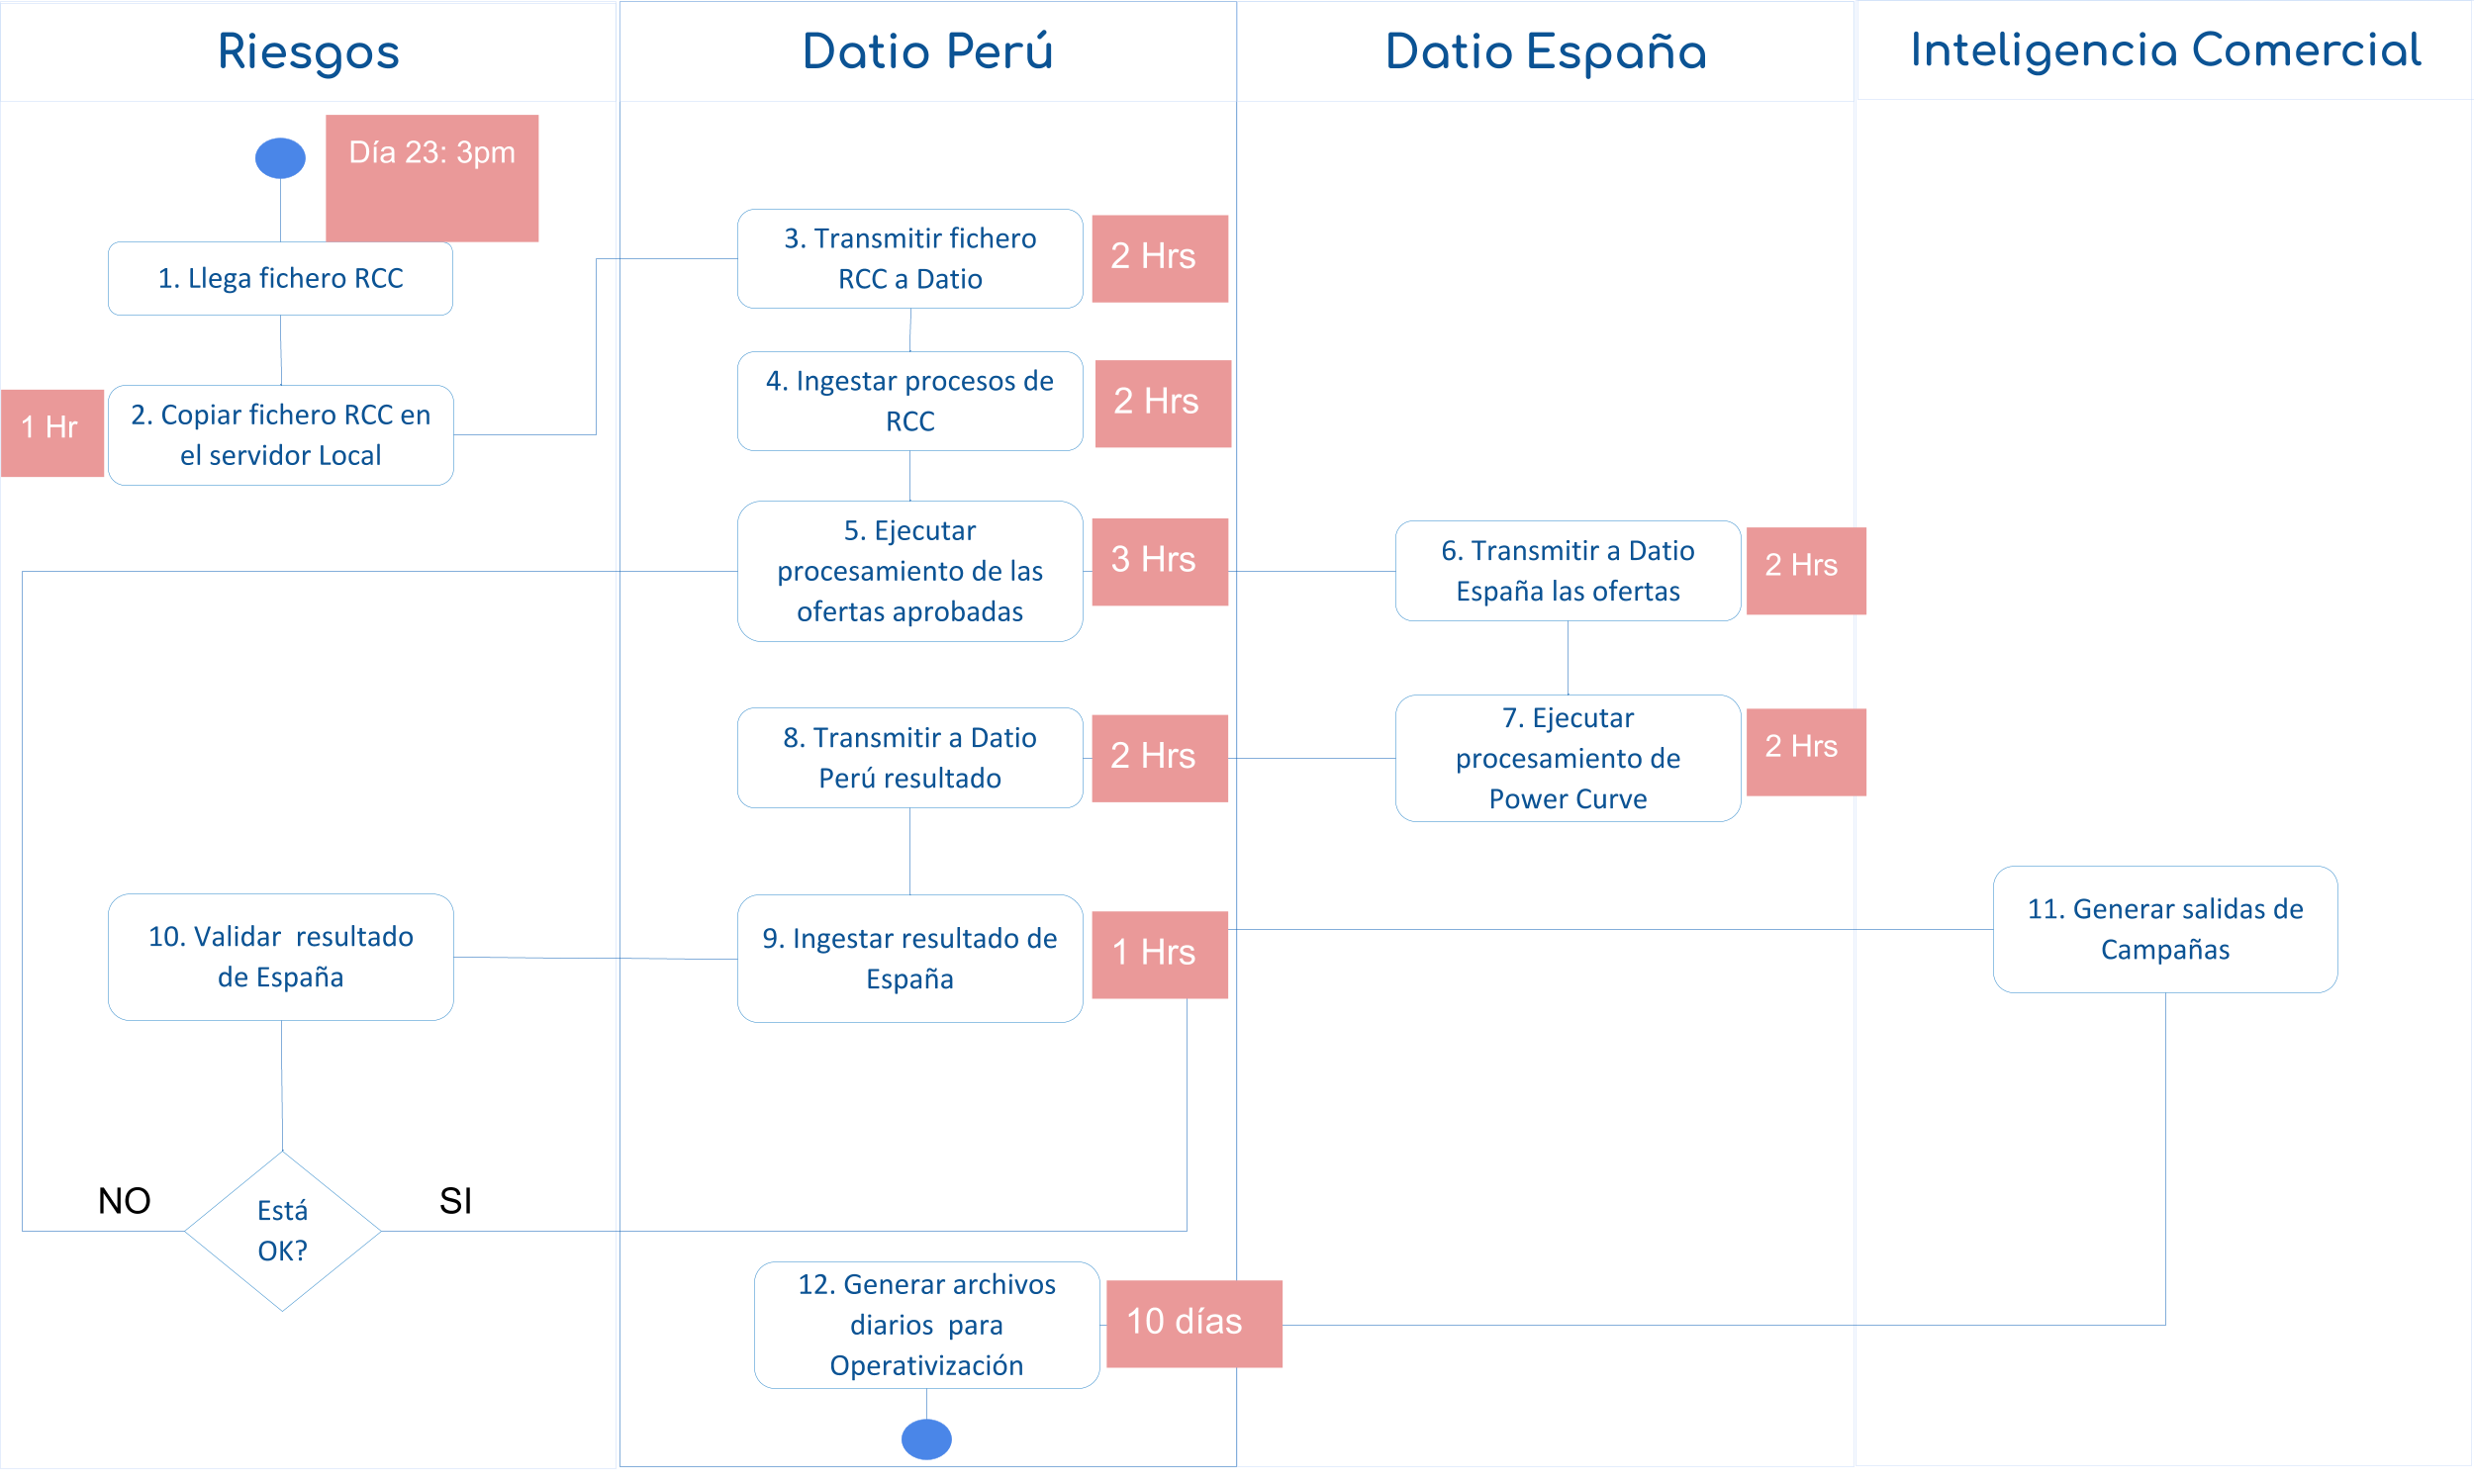 Riesgos
Datio Perú
Datio España
Inteligencia Comercial
Día 23: 3pm
1. Llega fichero RCC
1 Hr
2. Copiar fichero RCC en
el servidor Local
3. Transmitir fichero
RCC a Datio
2 Hrs
4. Ingestar procesos de
RCC
2 Hrs
5. Ejecutar
procesamiento de las
ofertas aprobadas
3 Hrs
6. Transmitir a Datio
España las ofertas
2 Hrs
7. Ejecutar
procesamiento de
Power Curve
2 Hrs
8. Transmitir a Datio
Perú resultado
2 Hrs
9. Ingestar resultado de
España
1 Hrs
10. Validar  resultado
de España
11. Generar salidas de
Campañas
NO
Está
OK?
SI
12. Generar archivos
diarios  para
Operativización
10 días